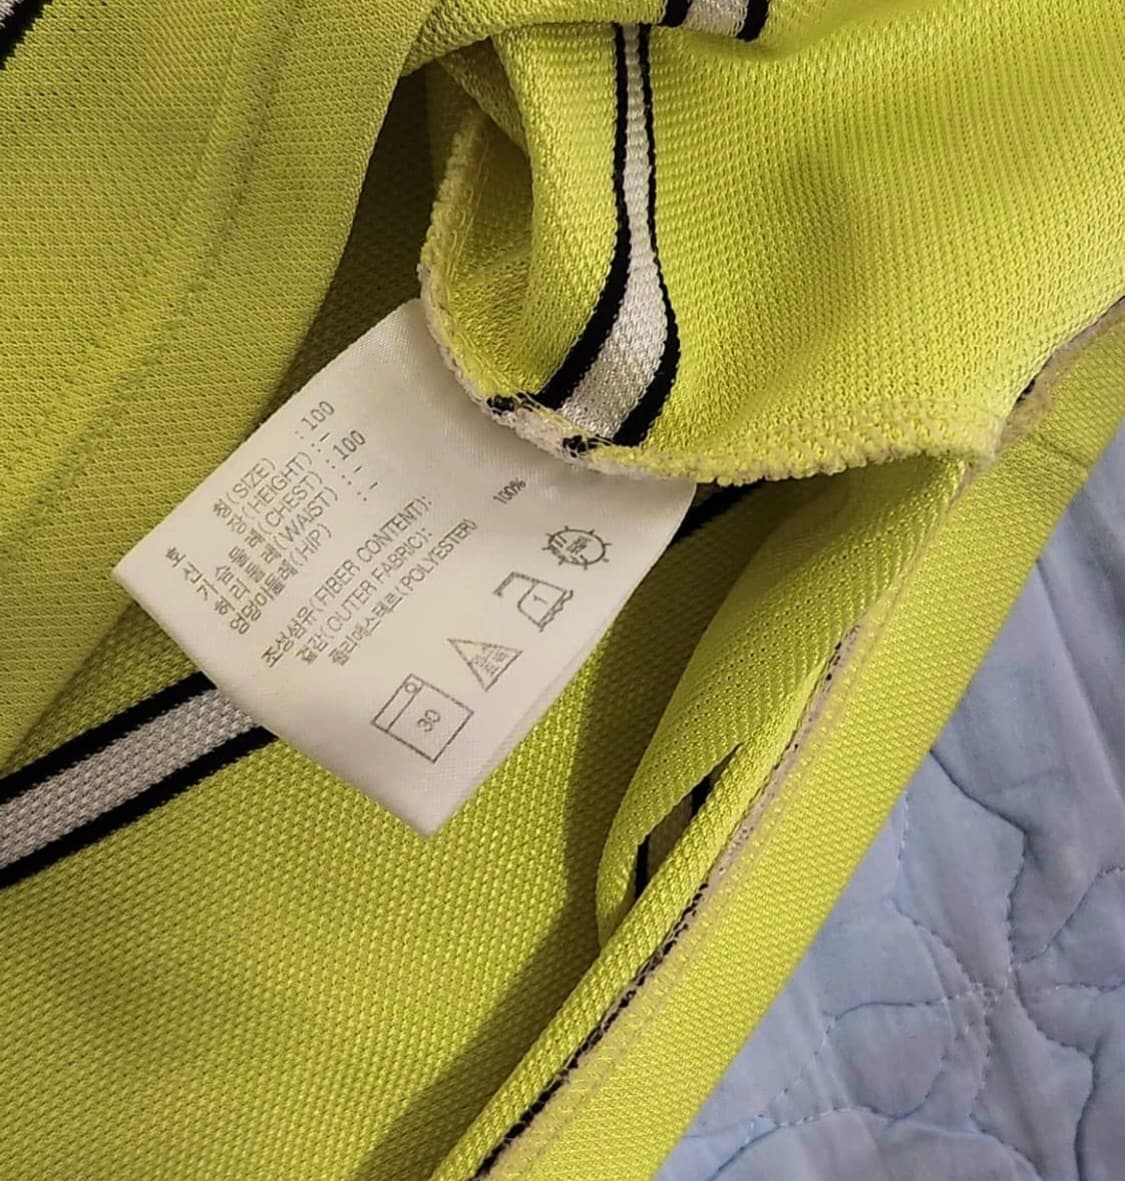 호 칭(SIZE) : 100
신 장(HEIGHT) : -
가 슴 둘 레(CHEST) : 100
허 리 둘 레(WAIST) : -
엉덩이둘레(HIP) : -
조성섬유(FIBER CONTENT):
겉감(OUTER FABRIC):
폴리에스테르(POLYESTER) 100%
1
30